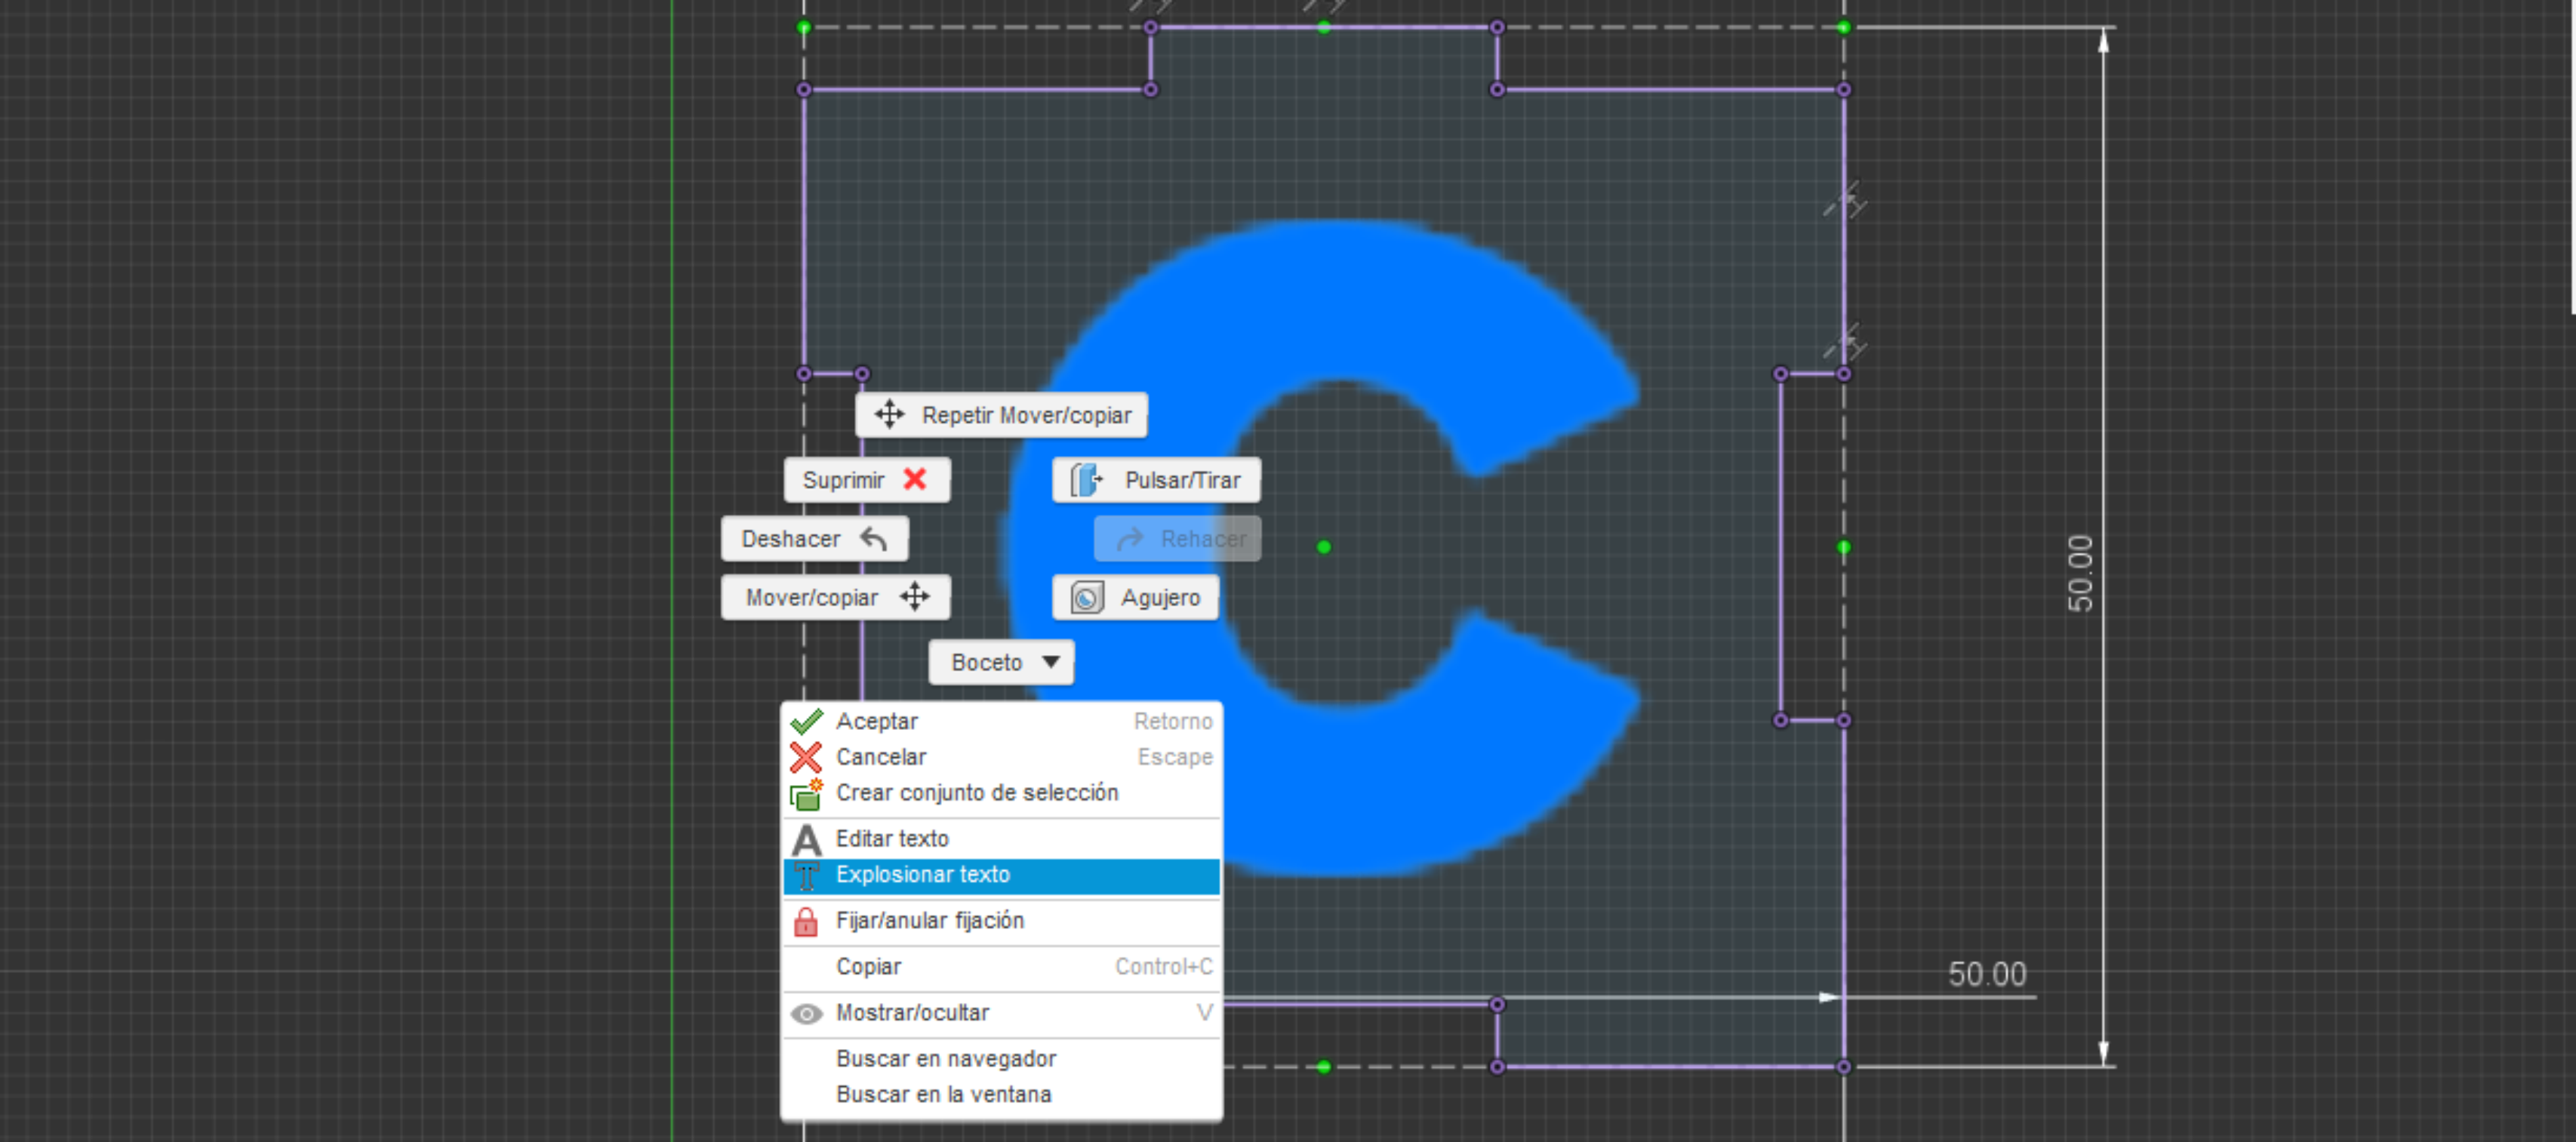 Repetir Mover/copiar
Suprimir
Pulsar/Tirar
Deshacer
Rehacer
Mover/copiar
Agujero
Boceto
Aceptar Retorno
Cancelar Escape
Crear conjunto de selección
Editar texto
Explosionar texto
Fijar/anular fijación
Copiar Control+C
Mostrar/ocultar V
Buscar en navegador
Buscar en la ventana
C
50.00
50.00